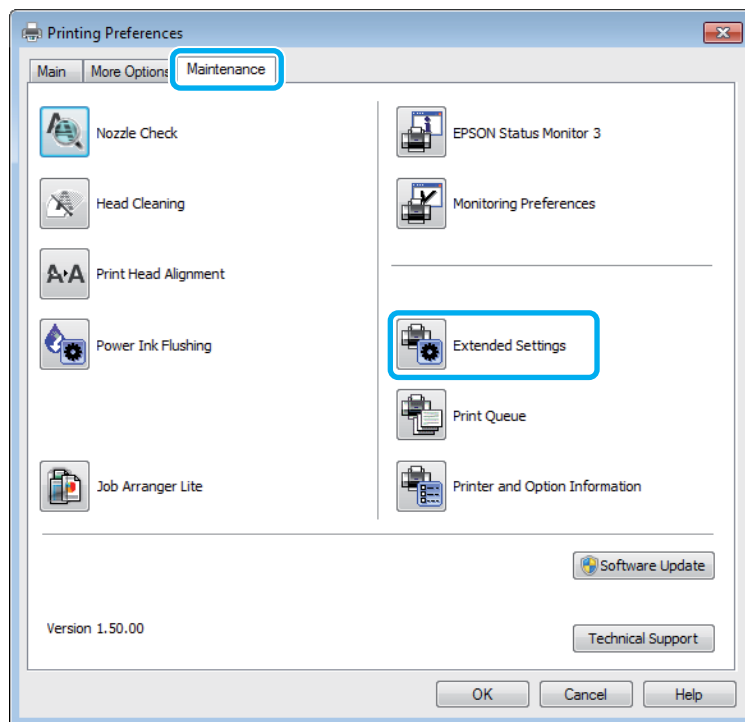 Printing Preferences
Main
More Options
Maintenance
Nozzle Check
Head Cleaning
A A Print Head Alignment
Power Ink Flushing
Job Arranger Lite
EPSON Status Monitor 3
Monitoring Preferences
Extended Settings
Print Queue
Printer and Option Information
Software Update
Version 1.50.00
Technical Support
OK
Cancel
Help